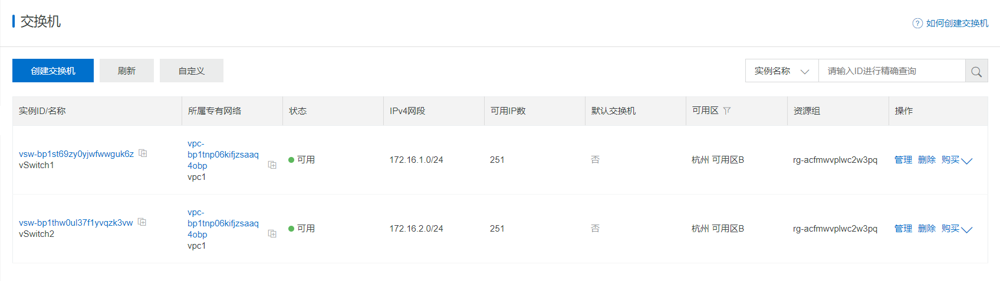 交换机
? 如何创建交换机
创建交换机 刷新 自定义 实例名称 请输入ID进行精确查询
实例ID/名称 所属专有网络 状态 IPv4网段 可用IP数 默认交换机 可用区 资源组 操作
vsw-bp1st69zy0yjwfwwguk6z
vSwitch1
vpc-
bp1tnp06kifjzsaaq
4obp
vpc1
可用 172.16.1.0/24 251 否 杭州 可用区B rg-acfmwvplwc2w3pq 管理 删除 购买
vsw-bp1thw0ul37f1yvqzk3vw
vSwitch2
vpc-
bp1tnp06kifjzsaaq
4obp
vpc1
可用 172.16.2.0/24 251 否 杭州 可用区B rg-acfmwvplwc2w3pq 管理 删除 购买